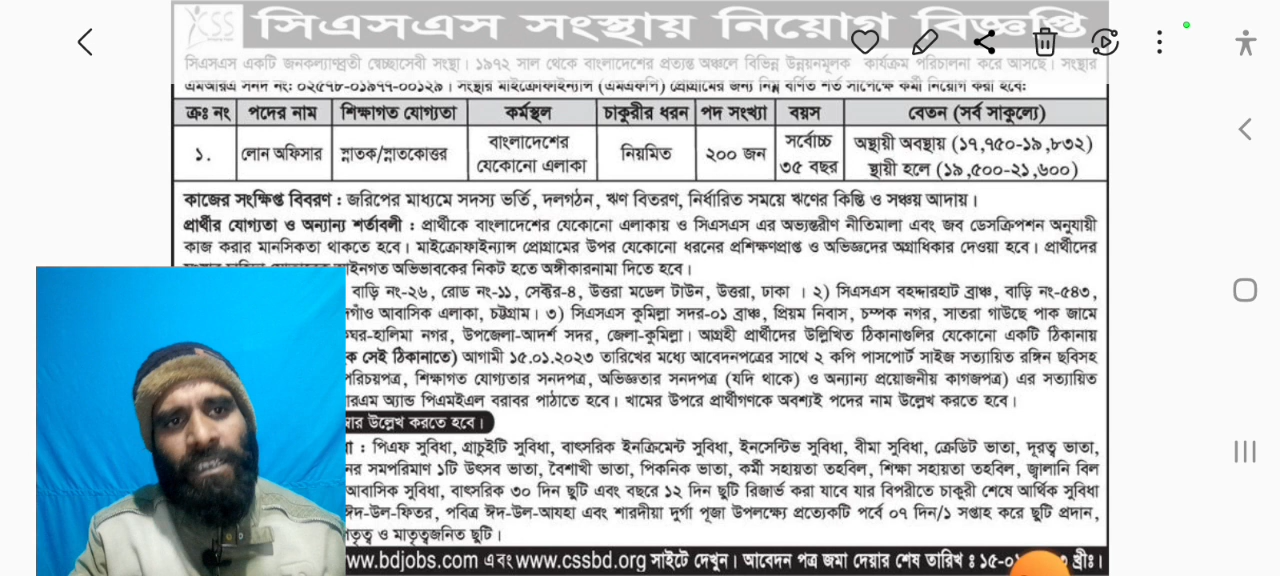 CSS
সিএসএস সংস্থায় নিয়োগ বিজ্ঞপ্তি
সিএসএস একটি জনকল্যাণব্রতী স্বেচ্ছাসেবী সংস্থা। ১৯৭২ সাল থেকে বাংলাদেশের প্রত্যন্ত অঞ্চলে বিভিন্ন উন্নয়নমূলক কার্যক্রম পরিচালনা করে আসছে। সংস্থার
এমআরএ সনদ নং: ০২৫৭৮-০১৯৭৭-০০১২৯। সংস্থার মাইক্রোফাইন্যান্স (এমএফপি) প্রোগ্রামের জন্য নিম্ন বর্ণিত শর্ত সাপেক্ষে কর্মী নিয়োগ করা হবে:
ক্রঃ নং পদের নাম শিক্ষাগত যোগ্যতা কর্মস্থল চাকুরীর ধরন পদ সংখ্যা বয়স বেতন (সর্ব সাকুল্যে)
১. লোন অফিসার স্নাতক/স্নাতকোত্তর বাংলাদেশের যেকোনো এলাকা নিয়মিত ২০০ জন সর্বোচ্চ ৩৫ বছর অস্থায়ী অবস্থায় (১৭,৭৫০-১৯,৮৩২) স্থায়ী হলে (১৯,৫০০-২১,৬০০)
কাজের সংক্ষিপ্ত বিবরণ : জরিপের মাধ্যমে সদস্য ভর্তি, দলগঠন, ঋণ বিতরণ, নির্ধারিত সময়ে ঋণের কিস্তি ও সঞ্চয় আদায়।
প্রার্থীর যোগ্যতা ও অন্যান্য শর্তাবলী : প্রার্থীকে বাংলাদেশের যেকোনো এলাকায় ও সিএসএস এর অভ্যন্তরীণ নীতিমালা এবং জব ডেসক্রিপশন অনুযায়ী
কাজ করার মানসিকতা থাকতে হবে। মাইক্রোফাইন্যান্স প্রোগ্রামের উপর যেকোনো ধরনের প্রশিক্ষণপ্রাপ্ত ও অভিজ্ঞদের অগ্রাধিকার দেওয়া হবে। প্রার্থীদের
আইনগত অভিভাবকের নিকট হতে অঙ্গীকারনামা দিতে হবে।
বাড়ি নং-২৬, রোড নং-১১, সেক্টর-৪, উত্তরা মডেল টাউন, উত্তরা, ঢাকা । ২) সিএসএস বহদ্দারহাট ব্রাঞ্চ, বাড়ি নং-৫৪৩,
গাঁও আবাসিক এলাকা, চট্টগ্রাম। ৩) সিএসএস কুমিল্লা সদর-০১ ব্রাঞ্চ, প্রিয়ম নিবাস, চম্পক নগর, সাতরা গাউছে পাক জামে
ঘর-হালিমা নগর, উপজেলা-আদর্শ সদর, জেলা-কুমিল্লা। আগ্রহী প্রার্থীদের উল্লিখিত ঠিকানাগুলির যেকোনো একটি ঠিকানায়
ক সেই ঠিকানাতে) আগামী ১৫.০১.২০২৩ তারিখের মধ্যে আবেদনপত্রের সাথে ২ কপি পাসপোর্ট সাইজ সত্যায়িত রঙ্গিন ছবিসহ
পরিচয়পত্র, শিক্ষাগত যোগ্যতার সনদপত্র, অভিজ্ঞতার সনদপত্র (যদি থাকে) ও অন্যান্য প্রয়োজনীয় কাগজপত্র) এর সত্যায়িত
রএম অ্যান্ড পিএমইএল বরাবর পাঠাতে হবে। খামের উপরে প্রার্থীগণকে অবশ্যই পদের নাম উল্লেখ করতে হবে।
উল্লেখ করতে হবে।
: পিএফ সুবিধা, গ্রাচুইটি সুবিধা, বাৎসরিক ইনক্রিমেন্ট সুবিধা, ইনসেন্টিভ সুবিধা, বীমা সুবিধা, ক্রেডিট ভাতা, দূরত্ব ভাতা,
সমপরিমাণ ১টি উৎসব ভাতা, বৈশাখী ভাতা, পিকনিক ভাতা, কর্মী সহায়তা তহবিল, শিক্ষা সহায়তা তহবিল, জ্বালানি বিল
আবাসিক সুবিধা, বাৎসরিক ৩০ দিন ছুটি এবং বছরে ১২ দিন ছুটি রিজার্ভ করা যাবে যার বিপরীতে চাকুরী শেষে আর্থিক সুবিধা
ঈদ-উল-ফিতর, পবিত্র ঈদ-উল-আযহা এবং শারদীয়া দুর্গা পূজা উপলক্ষ্যে প্রত্যেকটি পর্বে ০৭ দিন/১ সপ্তাহ করে ছুটি প্রদান,
তৃত্ব ও মাতৃত্বজনিত ছুটি।
www.bdjobs.com এবং www.cssbd.org সাইটে দেখুন। আবেদন পত্র জমা দেয়ার শেষ তারিখ ঃ ১৫-০ খ্রীঃ।